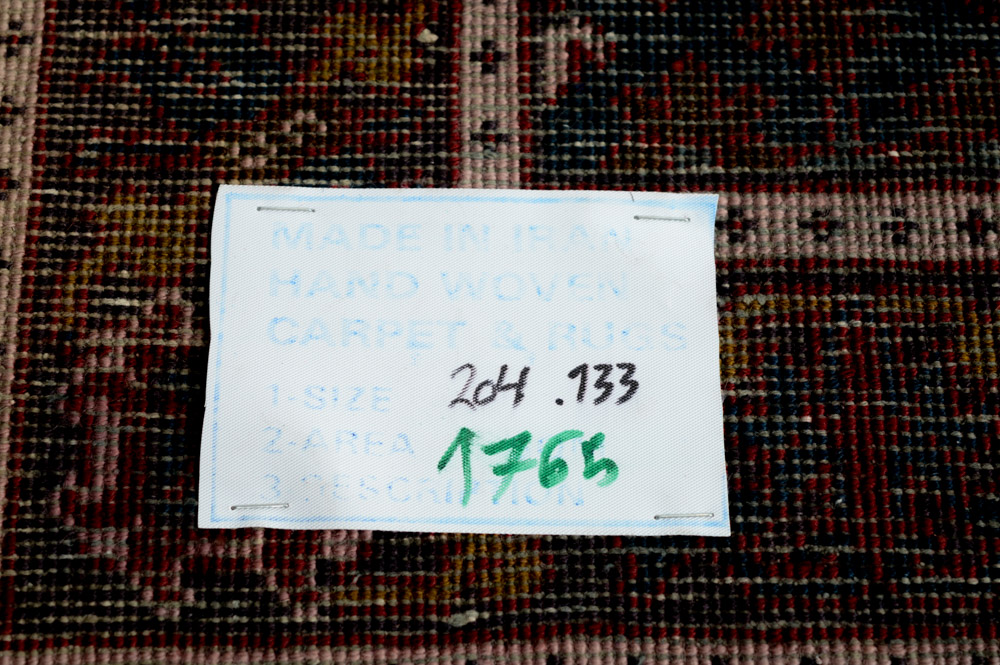 MADE IN IRAN
HAND WOVEN
CARPET & RUGS
1-SIZE 204 .133
2-AREA 1765
3 DESCRIPTION